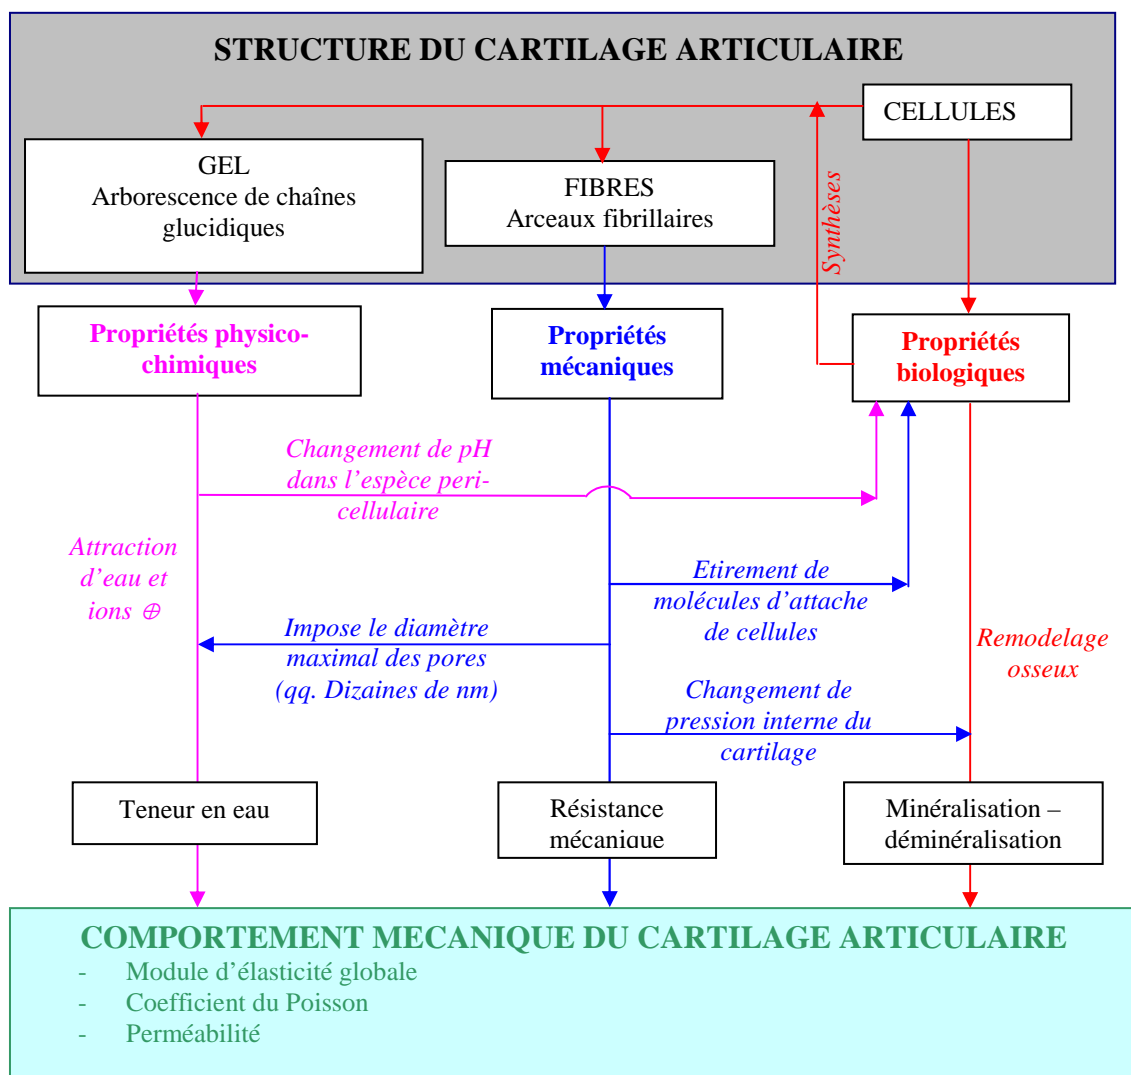 STRUCTURE DU CARTILAGE ARTICULAIRE
CELLULES
GEL
Arborescence de chaînes
glucidiques
FIBRES
Arceaux fibrillaires
Synthèses
Propriétés physico-
chimiques
Propriétés
mécaniques
Propriétés
biologiques
Changement de pH
dans l’espèce peri-
cellulaire
Attraction
d’eau et
ions ⊕
Etirement de
molécules d’attache
de cellules
Impose le diamètre
maximal des pores
(qq. Dizaines de nm)
Remodelage
osseux
Changement de
pression interne du
cartilage
Teneur en eau
Résistance
mécanique
Minéralisation –
déminéralisation
COMPORTEMENT MECANIQUE DU CARTILAGE ARTICULAIRE
- Module d’élasticité globale
- Coefficient du Poisson
- Perméabilité